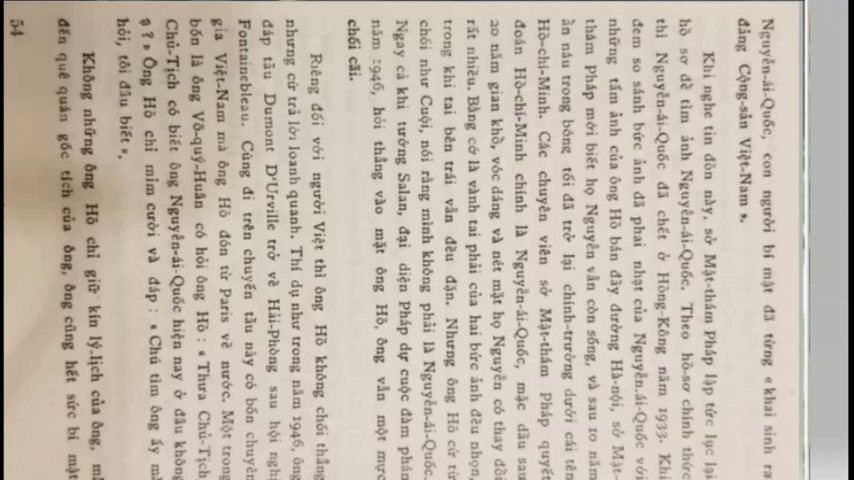 Nguyễn-ái-Quốc, con người bí mật đã từng « khai sinh ra
đảng Cộng-sản Việt-Nam ».
Khi nghe tin đồn này, sở Mật-thám Pháp lập tức lục lại
hồ sơ để tìm ảnh Nguyễn-ái-Quốc. Theo hồ-sơ chính thức
thì Nguyễn-ái-Quốc đã chết ở Hồng-Kông năm 1933. Khi
đem so sánh bức ảnh đã phai nhạt của Nguyễn-ái-Quốc với
những tấm ảnh của ông Hồ bán đầy đường Hà-nội, sở Mật-
thám Pháp mới biết họ Nguyễn vẫn còn sống, và sau 10 năm
ẩn náu trong bóng tối đã trở lại chính-trường dưới cái tên
Hồ-chí-Minh. Các chuyên viên sở Mật-thám Pháp quyết
đoán Hồ-chí-Minh chính là Nguyễn-ái-Quốc, mặc dầu sau
20 năm gian khổ, vóc dáng và nét mặt họ Nguyễn có thay đổi
rất nhiều. Bằng cớ là vành tai phải của hai bức ảnh đều nhọn,
trong khi tai bên trái vẫn đều đặn. Nhưng ông Hồ cứ từ
chối như Cuội, nói rằng mình không phải là Nguyễn-ái-Quốc.
Ngay cả khi tướng Salan, đại diện Pháp dự cuộc đàm phán
năm 1946, hỏi thẳng vào mặt ông Hồ, ông vẫn một mực
chối cãi.
Riêng đối với người Việt thì ông Hồ không chối thẳng
nhưng cứ trả lời loanh quanh. Thí dụ như trong năm 1946, ông
đáp tầu Dumont D'Urville trở về Hải-Phòng sau hội nghị
Fontainebleau. Cùng đi trên chuyến tầu này có bốn chuyên
gia Việt-Nam mà ông Hồ đón từ Paris về nước. Một trong
bốn là ông Võ-quý-Huân có hỏi ông Hồ : « Thưa Chủ-Tịch
Chủ-Tịch có biết ông Nguyễn-ái-Quốc hiện nay ở đâu không
ạ ? » Ông Hồ chỉ mỉm cười và đáp : « Chú tìm ông ấy mà
hỏi, tôi đâu biết ».
Không những ông Hồ chỉ giữ kín lý-lịch của ông, mà
đến quê quán gốc tích của ông, ông cũng hết sức bí mật
54